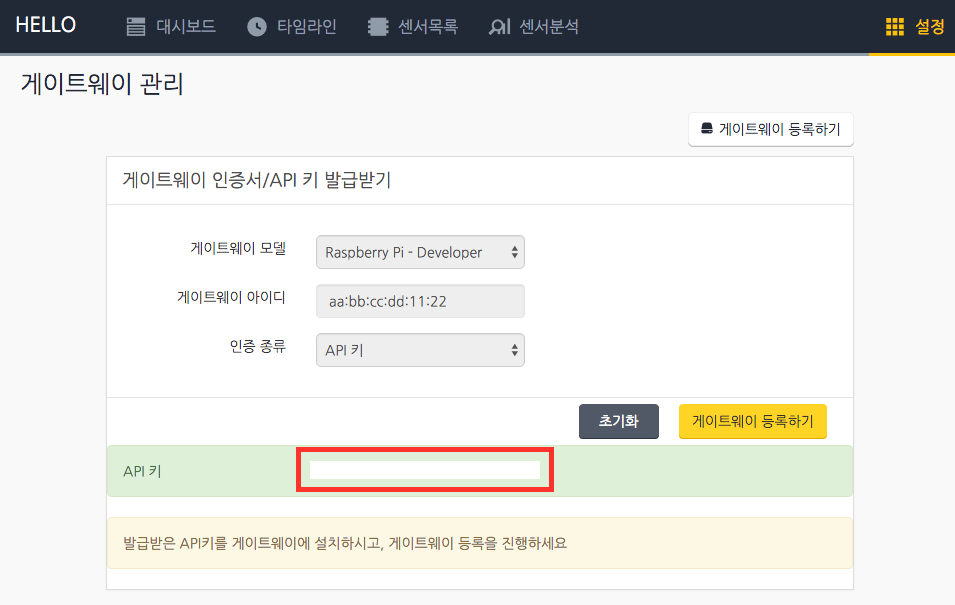 HELLO 대시보드 타임라인 센서목록 센서분석 설정
게이트웨이 관리
게이트웨이 등록하기
게이트웨이 인증서/API 키 발급받기
게이트웨이 모델 Raspberry Pi - Developer
게이트웨이 아이디 aa:bb:cc:dd:11:22
인증 종류 API 키
초기화 게이트웨이 등록하기
API 키
발급받은 API키를 게이트웨이에 설치하시고, 게이트웨이 등록을 진행하세요